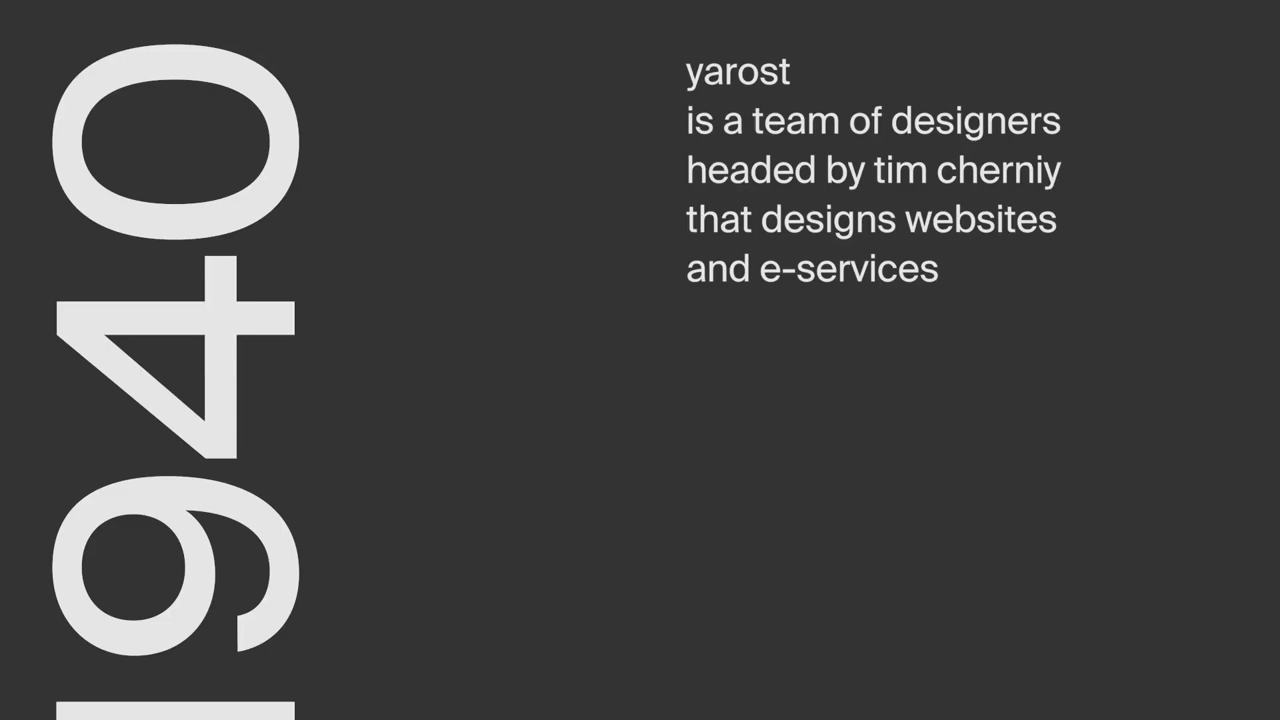 1940
yarost
is a team of designers
headed by tim cherniy
that designs websites
and e-services